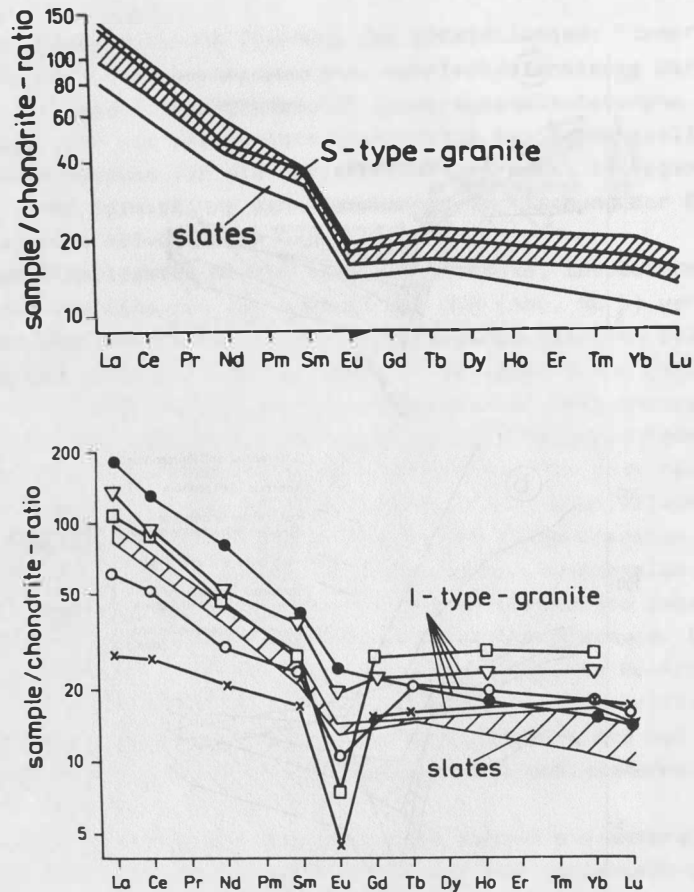 sample/chondrite-ratio
150
100
80
60
40
20
10
S-type-granite
slates
La Ce Pr Nd Pm Sm Eu Gd Tb Dy Ho Er Tm Yb Lu
sample/chondrite-ratio
200
100
50
20
10
5
I-type-granite
slates
La Ce Pr Nd Pm Sm Eu Gd Tb Dy Ho Er Tm Yb Lu